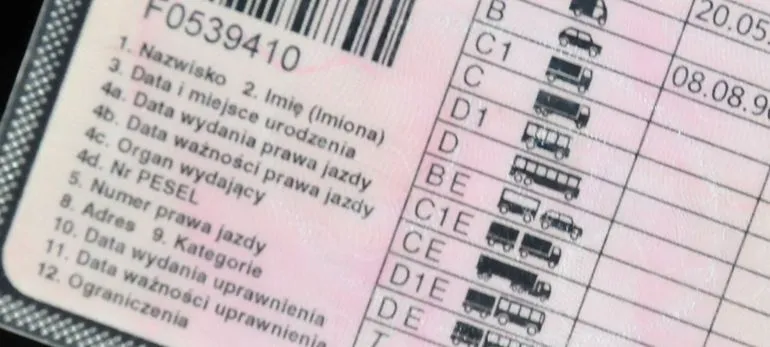 F0539410
1. Nazwisko 2. Imię (Imiona)
3. Data i miejsce urodzenia
4a. Data wydania prawa jazdy
4b. Data ważności prawa jazdy
4c. Organ wydający
4d. Nr PESEL
5. Numer prawa jazdy
8. Adres 9. Kategorie
10. Data wydania uprawnienia
11. Data ważności uprawnienia
12. Ograniczenia
B 20.05.
C1
C 08.08.9
D1
D
BE
C1E
CE
D1E
DE
T